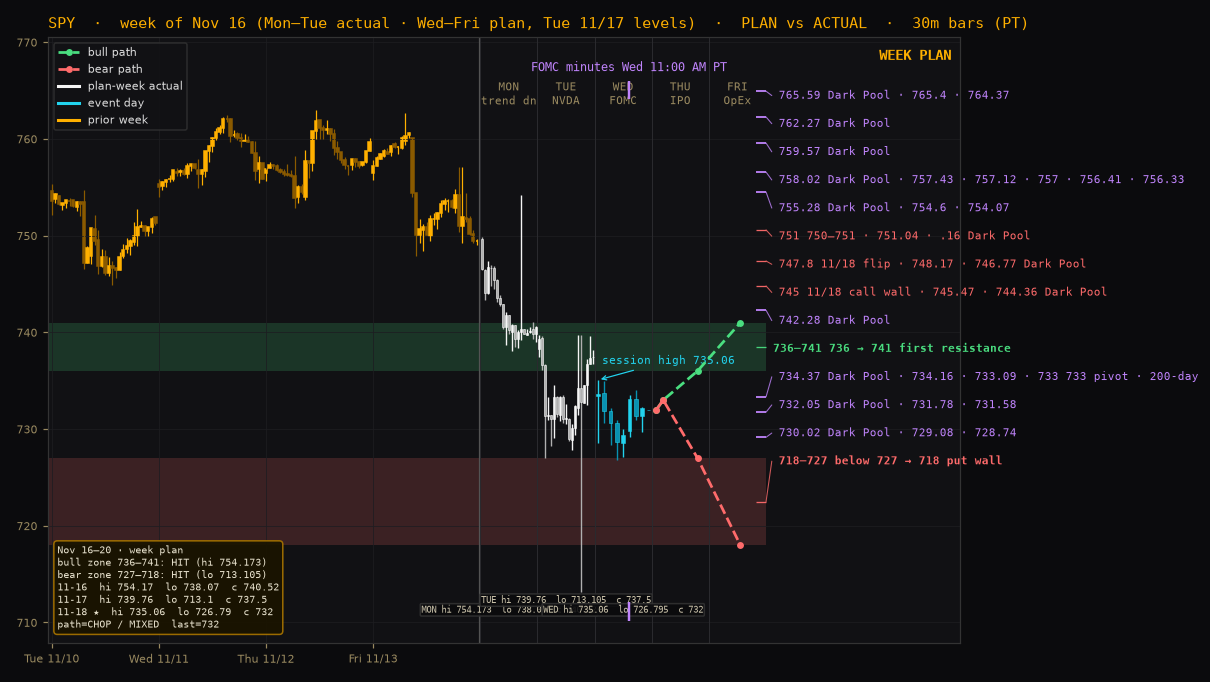 SPY · week of Nov 16 (Mon—Tue actual · Wed—Fri plan, Tue 11/17 levels) · PLAN vs ACTUAL · 30m bars (PT)
770
760
750
740
730
720
710
bull path
bear path
plan-week actual
event day
prior week
WEEK PLAN
FOMC minutes Wed 11:00 AM PT
MON TUE WED THU FRI
trend dn NVDA FOMC IPO OpEx
765.59 Dark Pool · 765.4 · 764.37
762.27 Dark Pool
759.57 Dark Pool
758.02 Dark Pool · 757.43 · 757.12 · 757 · 756.41 · 756.33
755.28 Dark Pool · 754.6 · 754.07
751 750—751 · 751.04 · .16 Dark Pool
747.8 11/18 flip · 748.17 · 746.77 Dark Pool
745 11/18 call wall · 745.47 · 744.36 Dark Pool
742.28 Dark Pool
736—741 736 → 741 first resistance
session high 735.06
734.37 Dark Pool · 734.16 · 733.09 · 733 733 pivot · 200-day
732.05 Dark Pool · 731.78 · 731.58
730.02 Dark Pool · 729.08 · 728.74
718—727 below 727 → 718 put wall
Nov 16—20 · week plan
bull zone 736—741: HIT (hi 754.173)
bear zone 727—718: HIT (lo 713.105)
11-16 hi 754.17 lo 738.07 c 740.52
11-17 hi 739.76 lo 713.1 c 737.5
11-18 ★ hi 735.06 lo 726.79 c 732
path=CHOP / MIXED last=732
TUE hi 739.76 lo 713.105 c 737.5
MON hi 754.173 lo 738.0
WED hi 735.06 lo 726.795 c 732
Tue 11/10
Wed 11/11
Thu 11/12
Fri 11/13